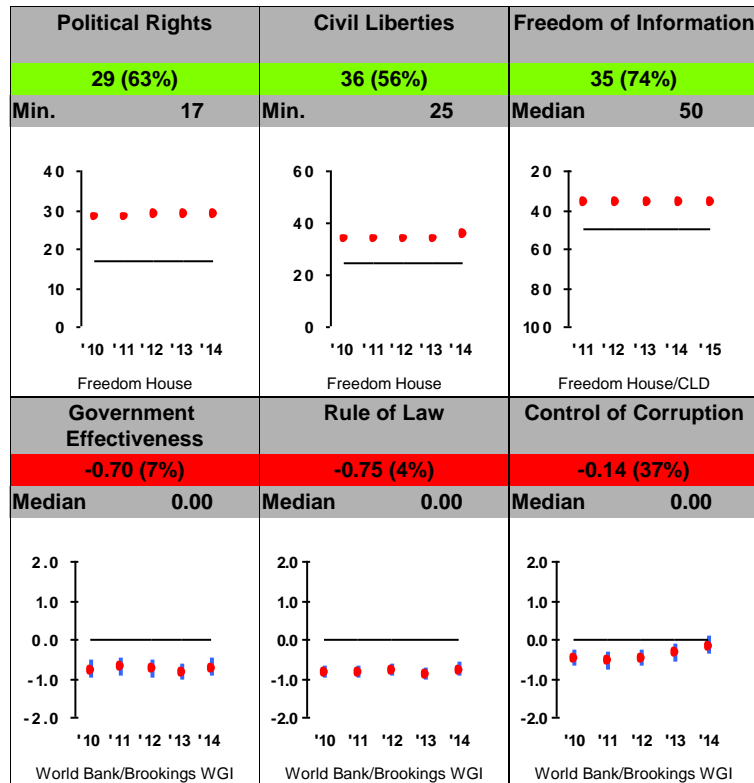 Political Rights
29 (63%)
Min. 17
40
30
20
10
0
'10 '11 '12 '13 '14
Freedom House
Civil Liberties
36 (56%)
Min. 25
60
40
20
0
'10 '11 '12 '13 '14
Freedom House
Freedom of Information
35 (74%)
Median 50
20
40
60
80
100
'11 '12 '13 '14 '15
Freedom House/CLD
Government
Effectiveness
-0.70 (7%)
Median 0.00
2.0
1.0
0.0
-1.0
-2.0
'10 '11 '12 '13 '14
World Bank/Brookings WGI
Rule of Law
-0.75 (4%)
Median 0.00
2.0
1.0
0.0
-1.0
-2.0
'10 '11 '12 '13 '14
World Bank/Brookings WGI
Control of Corruption
-0.14 (37%)
Median 0.00
2.0
1.0
0.0
-1.0
-2.0
'10 '11 '12 '13 '14
World Bank/Brookings WGI